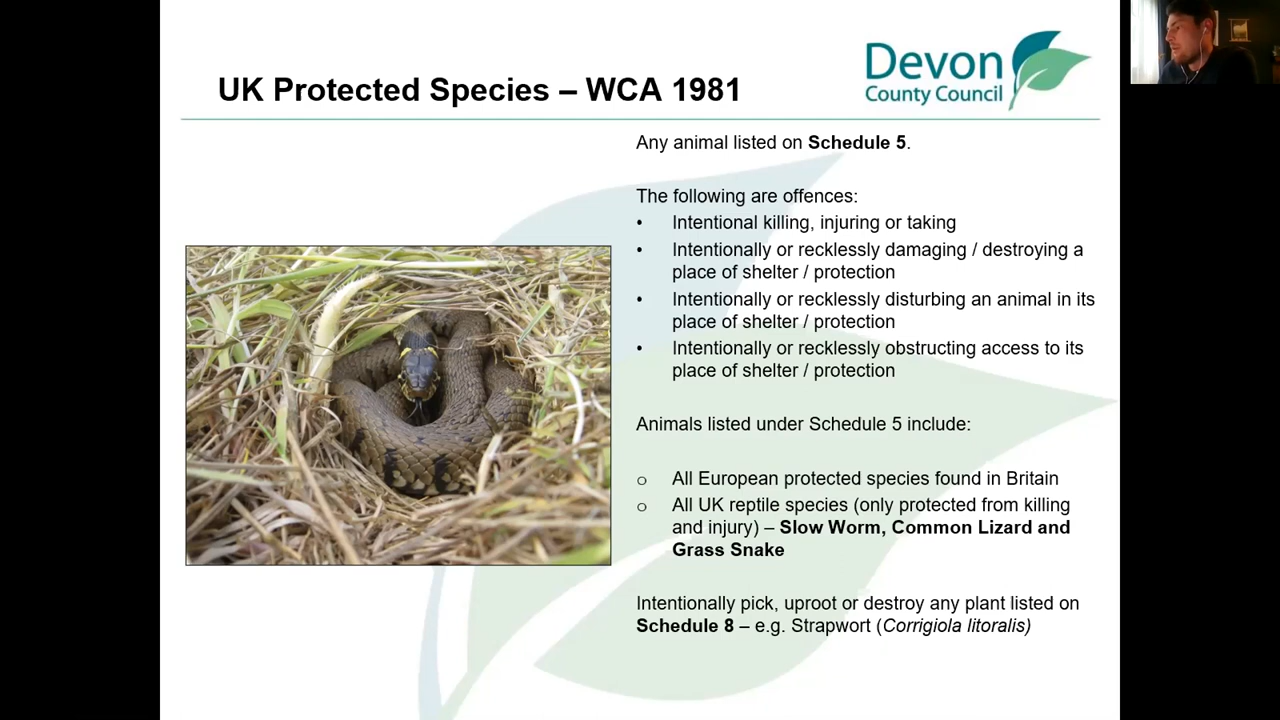 UK Protected Species – WCA 1981
Devon
County Council
Any animal listed on Schedule 5.
The following are offences:
• Intentional killing, injuring or taking
• Intentionally or recklessly damaging / destroying a
place of shelter / protection
• Intentionally or recklessly disturbing an animal in its
place of shelter / protection
• Intentionally or recklessly obstructing access to its
place of shelter / protection
Animals listed under Schedule 5 include:
o All European protected species found in Britain
o All UK reptile species (only protected from killing
and injury) – Slow Worm, Common Lizard and
Grass Snake
Intentionally pick, uproot or destroy any plant listed on
Schedule 8 – e.g. Strapwort (Corrigiola litoralis)